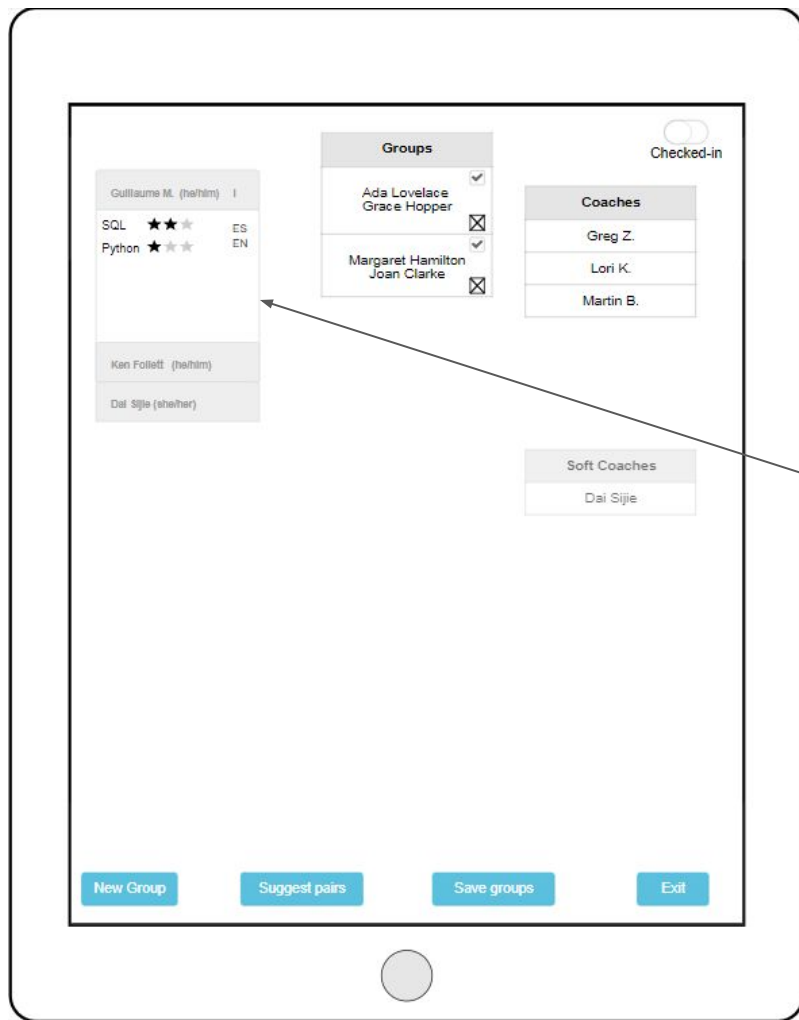 Checked-in
Groups
Ada Lovelace
Grace Hopper
Margaret Hamilton
Joan Clarke
Guillaume M. (he/him) I
SQL ES
Python EN
Ken Follett (he/him)
Dai Sijie (she/her)
Coaches
Greg Z.
Lori K.
Martin B.
Soft Coaches
Dai Sijie
New Group
Suggest pairs
Save groups
Exit